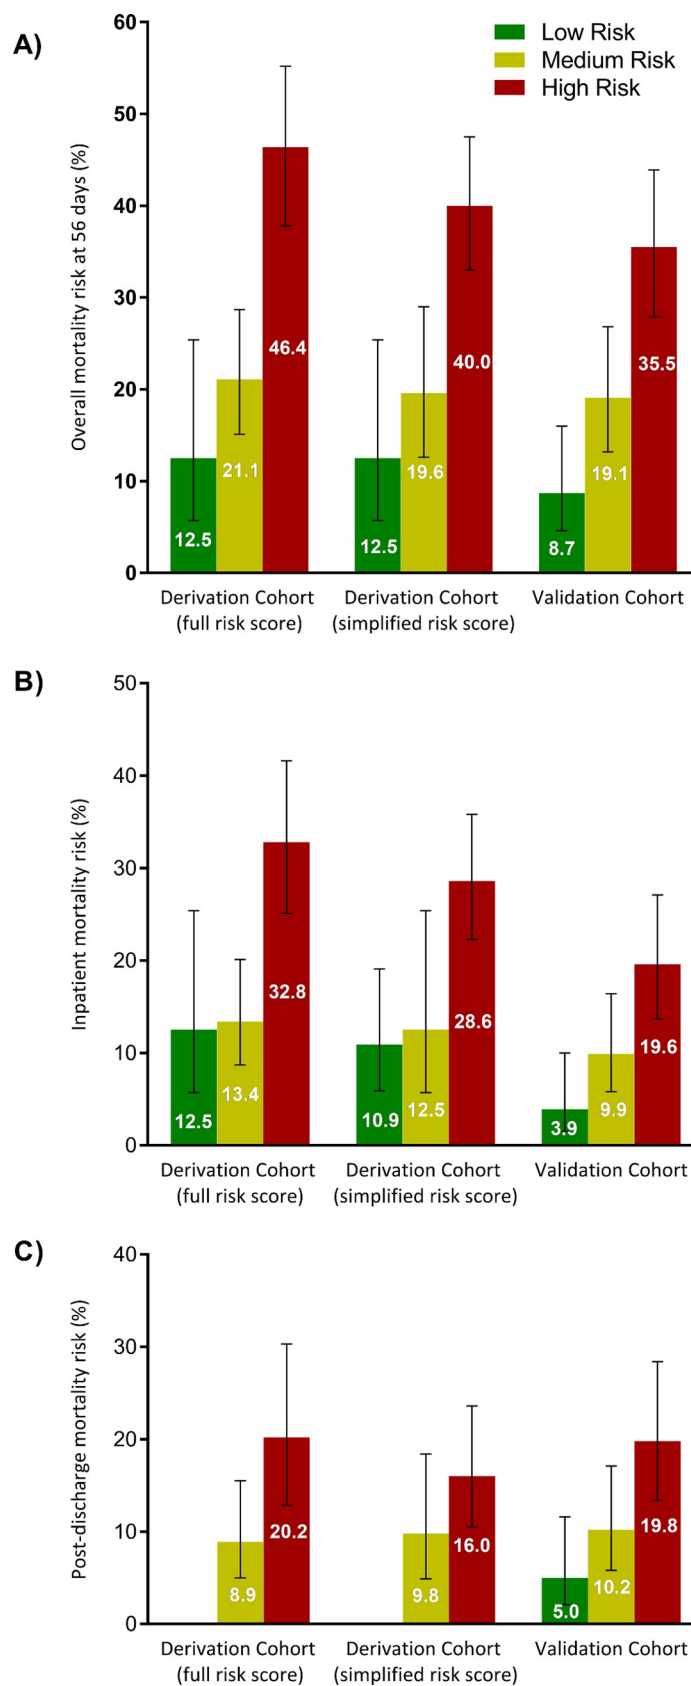 A)
Low Risk
Medium Risk
High Risk
Overall mortality risk at 56 days (%)
60
50
40
30
20
10
0
12.5
21.1
46.4
12.5
19.6
40.0
8.7
19.1
35.5
Derivation Cohort
(full risk score)
Derivation Cohort
(simplified risk score)
Validation Cohort
B)
Inpatient mortality risk (%)
50
40
30
20
10
0
12.5
13.4
32.8
10.9
12.5
28.6
3.9
9.9
19.6
Derivation Cohort
(full risk score)
Derivation Cohort
(simplified risk score)
Validation Cohort
C)
Post-discharge mortality risk (%)
40
30
20
10
0
8.9
20.2
9.8
16.0
5.0
10.2
19.8
Derivation Cohort
(full risk score)
Derivation Cohort
(simplified risk score)
Validation Cohort